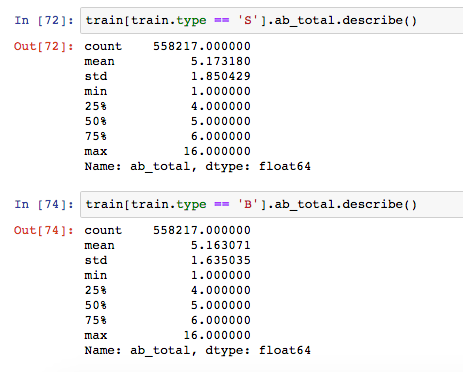 In [72]: train[train.type == 'S'].ab_total.describe()
Out[72]: count    558217.000000
mean          5.173180
std           1.850429
min           1.000000
25%           4.000000
50%           5.000000
75%           6.000000
max          16.000000
Name: ab_total, dtype: float64
In [74]: train[train.type == 'B'].ab_total.describe()
Out[74]: count    558217.000000
mean          5.163071
std           1.635035
min           1.000000
25%           4.000000
50%           5.000000
75%           6.000000
max          16.000000
Name: ab_total, dtype: float64